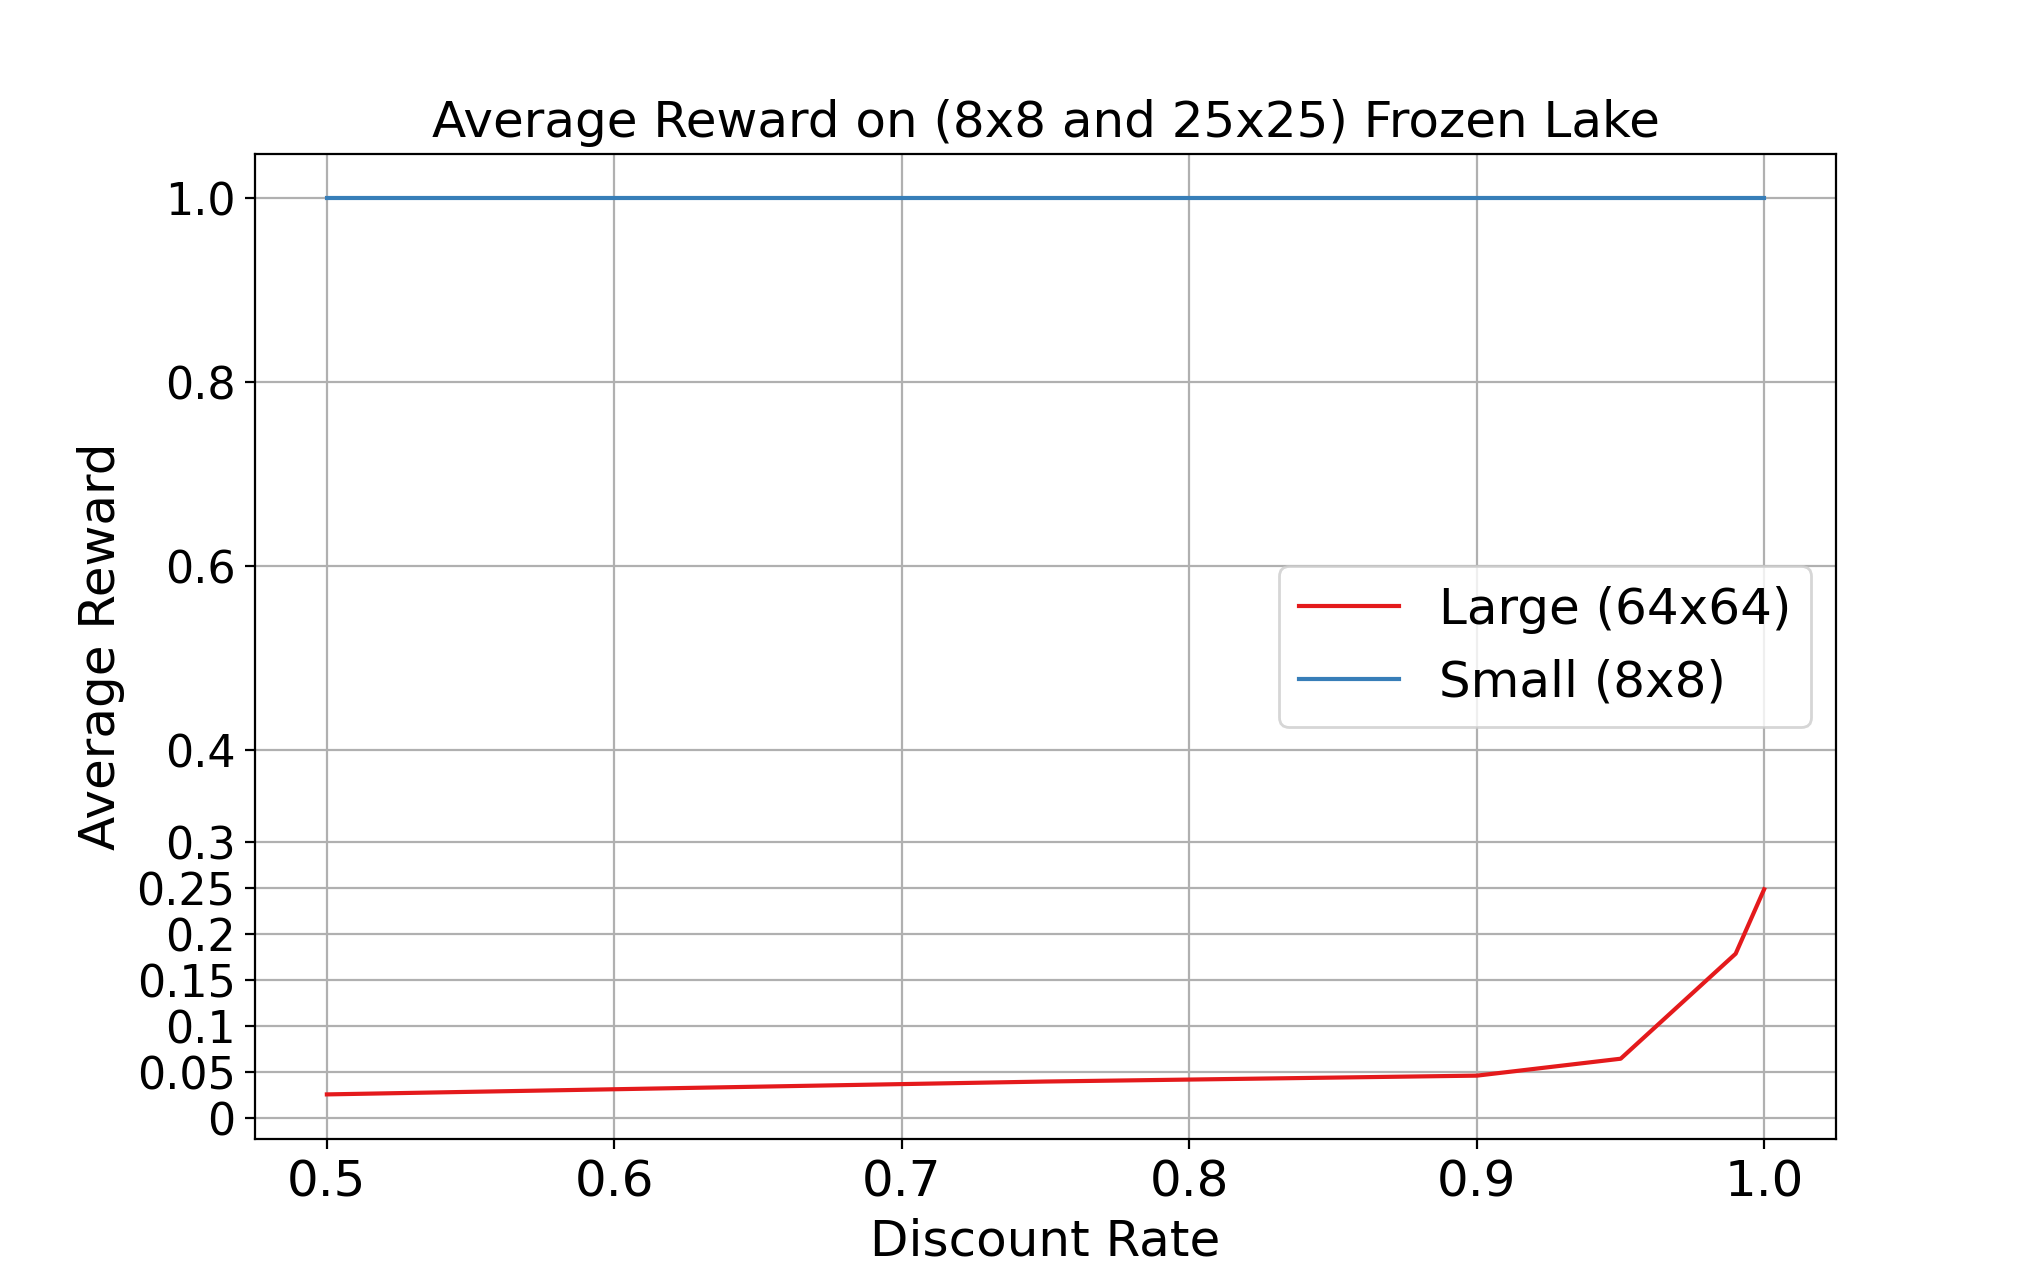 Average Reward on (8x8 and 25x25) Frozen Lake
Average Reward
1.0
0.8
0.6
0.4
0.3
0.25
0.2
0.15
0.1
0.05
0
Large (64x64)
Small (8x8)
0.5 0.6 0.7 0.8 0.9 1.0
Discount Rate